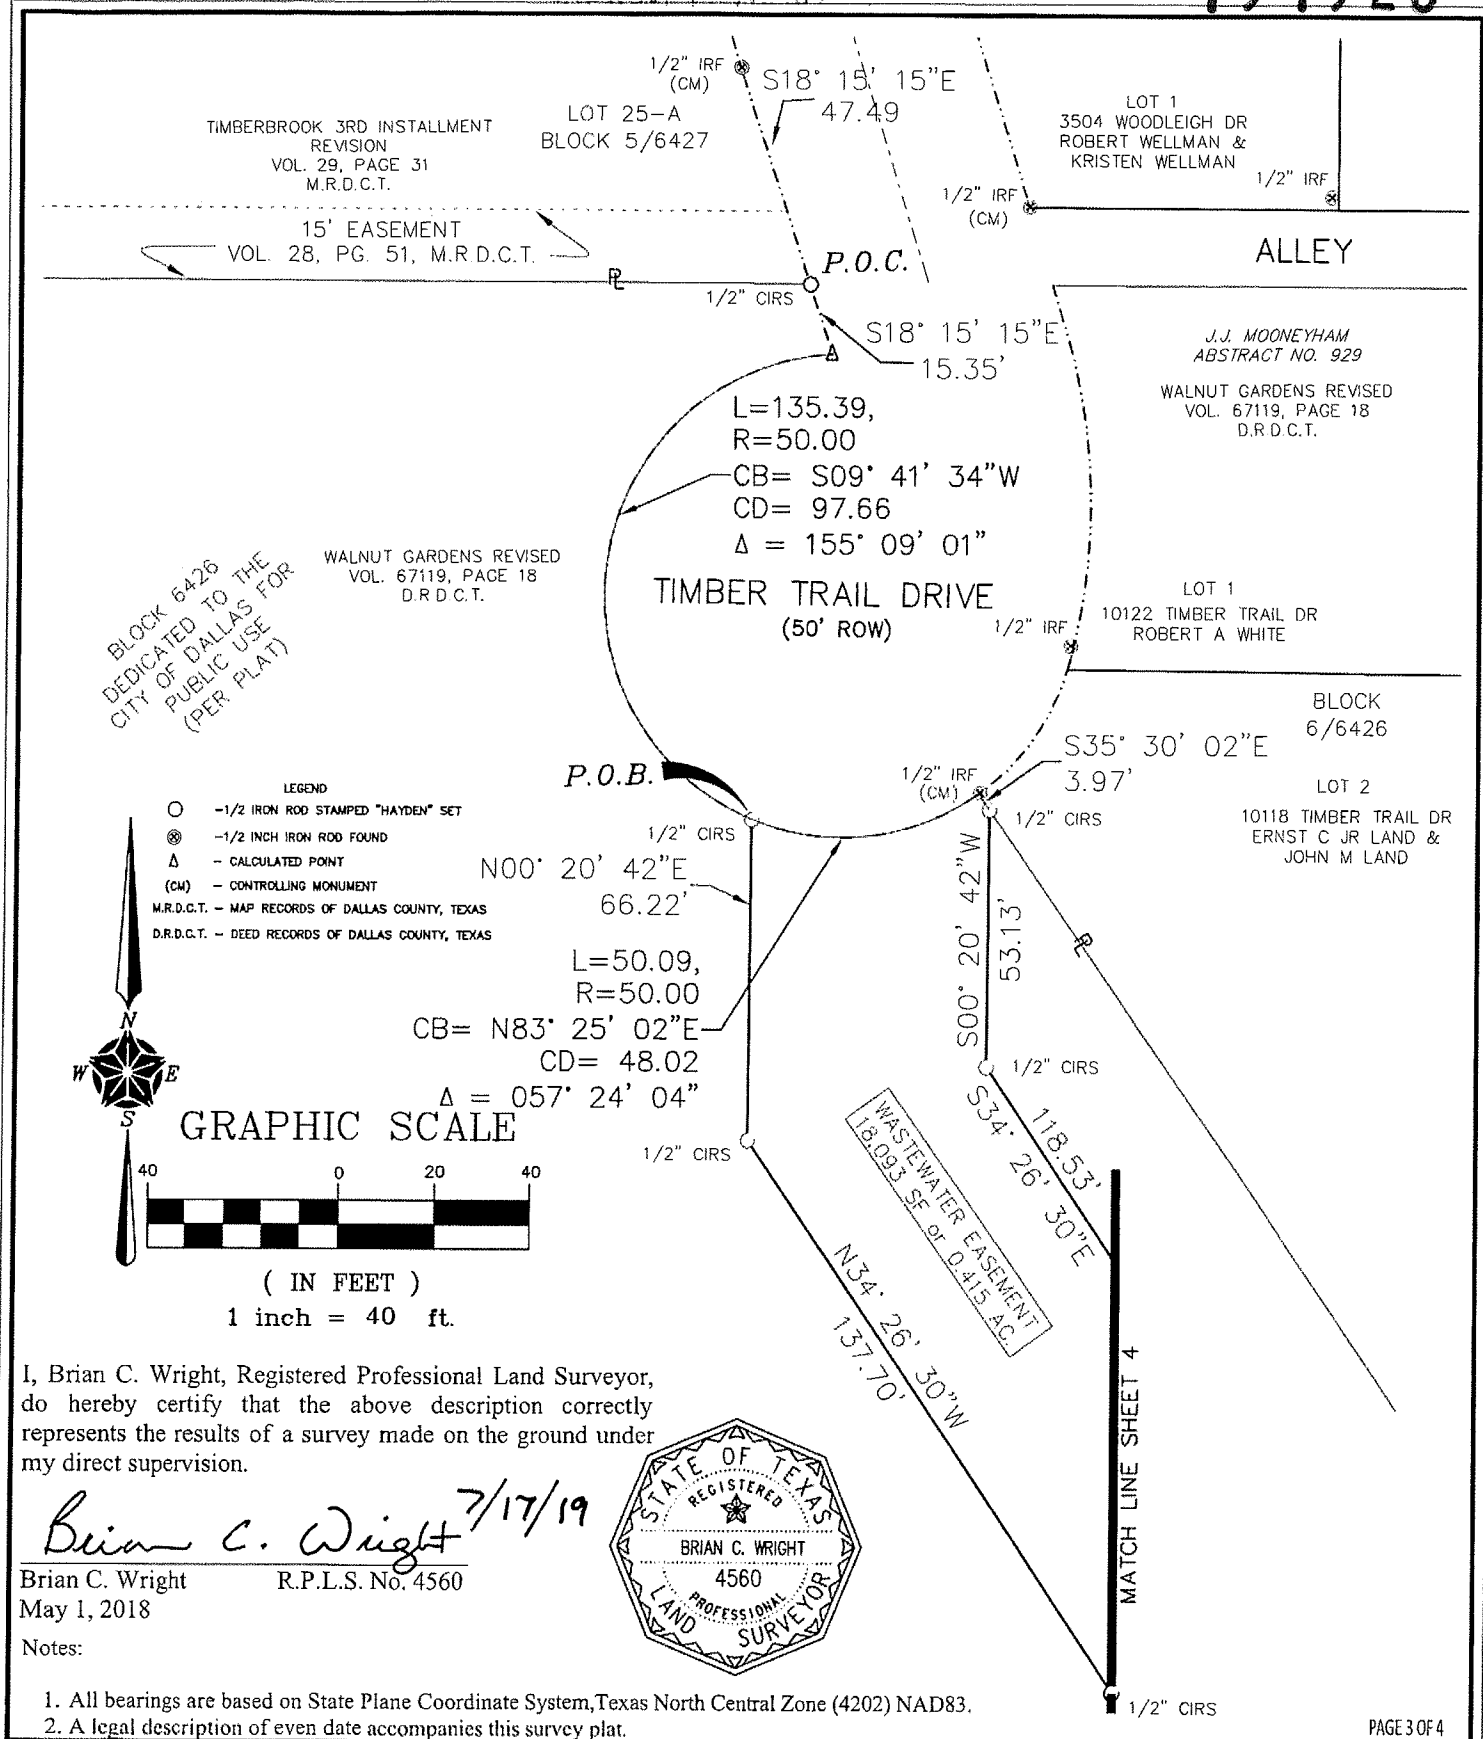 1/2" IRF
(CM)
S18° 15' 15"E
47.49
LOT 25-A
BLOCK 5/6427
TIMBERBROOK 3RD INSTALLMENT
REVISION
VOL. 29, PAGE 31
M.R.D.C.T.
LOT 1
3504 WOODLEIGH DR
ROBERT WELLMAN &
KRISTEN WELLMAN
1/2" IRF
1/2" IRF
(CM)
15' EASEMENT
VOL. 28, PG. 51, M.R.D.C.T.
ALLEY
P.O.C.
PL
1/2" CIRS
S18° 15' 15"E
15.35'
J.J. MOONEYHAM
ABSTRACT NO. 929
WALNUT GARDENS REVISED
VOL. 67119, PAGE 18
D.R.D.C.T.
L=135.39,
R=50.00
CB= S09° 41' 34"W
CD= 97.66
Δ = 155° 09' 01"
WALNUT GARDENS REVISED
VOL. 67119, PAGE 18
D.R.D.C.T.
TIMBER TRAIL DRIVE
(50' ROW)
BLOCK 6426
DEDICATED TO THE
CITY OF DALLAS FOR
PUBLIC USE
(PER PLAT)
1/2" IRF
LOT 1
10122 TIMBER TRAIL DR
ROBERT A WHITE
BLOCK
6/6426
S35° 30' 02"E
3.97'
P.O.B.
1/2" IRF
(CM)
LOT 2
10118 TIMBER TRAIL DR
ERNST C JR LAND &
JOHN M LAND
1/2" CIRS
1/2" CIRS
LEGEND
-1/2 IRON ROD STAMPED "HAYDEN" SET
-1/2 INCH IRON ROD FOUND
Δ - CALCULATED POINT
(CM) - CONTROLLING MONUMENT
M.R.D.C.T. - MAP RECORDS OF DALLAS COUNTY, TEXAS
D.R.D.C.T. - DEED RECORDS OF DALLAS COUNTY, TEXAS
N00° 20' 42"E
66.22'
S00° 20' 42"W
53.13'
PL
L=50.09,
R=50.00
CB= N83° 25' 02"E
CD= 48.02
Δ = 057° 24' 04"
N
W E
S
1/2" CIRS
S34° 26' 30"E
118.53'
1/2" CIRS
WASTEWATER EASEMENT
18,093 SF or 0.415 AC.
N34° 26' 30"W
137.70'
GRAPHIC SCALE
40 0 20 40
( IN FEET )
1 inch = 40 ft.
MATCH LINE SHEET 4
I, Brian C. Wright, Registered Professional Land Surveyor,
do hereby certify that the above description correctly
represents the results of a survey made on the ground under
my direct supervision.
Brian C. Wright 7/17/19
Brian C. Wright R.P.L.S. No. 4560
May 1, 2018
STATE OF TEXAS
REGISTERED
BRIAN C. WRIGHT
4560
PROFESSIONAL
LAND SURVEYOR
Notes:
1. All bearings are based on State Plane Coordinate System,Texas North Central Zone (4202) NAD83.
2. A legal description of even date accompanies this survey plat.
1/2" CIRS
PAGE 3 OF 4